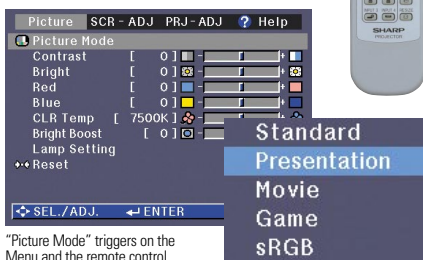 Picture SCR-ADJ PRJ-ADJ ? Help
Picture Mode
Contrast [ 0 ] - +
Bright [ 0 ] - +
Red [ 0 ] - +
Blue [ 0 ] - +
CLR Temp [ 7500K ] - +
Bright Boost [ 0 ] -
Lamp Setting
Reset
SEL./ADJ. ENTER
Standard
Presentation
Movie
Game
sRGB
SHARP
PROJECTOR
"Picture Mode" triggers on the
Menu and the remote control